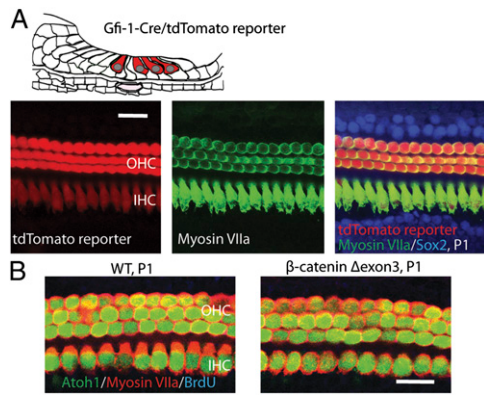 A
Gfi-1-Cre/tdTomato reporter
OHC
IHC
tdTomato reporter
Myosin VIIa
tdTomato reporter
Myosin VIIa/Sox2, P1
B
WT, P1
β-catenin Δexon3, P1
OHC
IHC
Atoh1/Myosin VIIa/BrdU